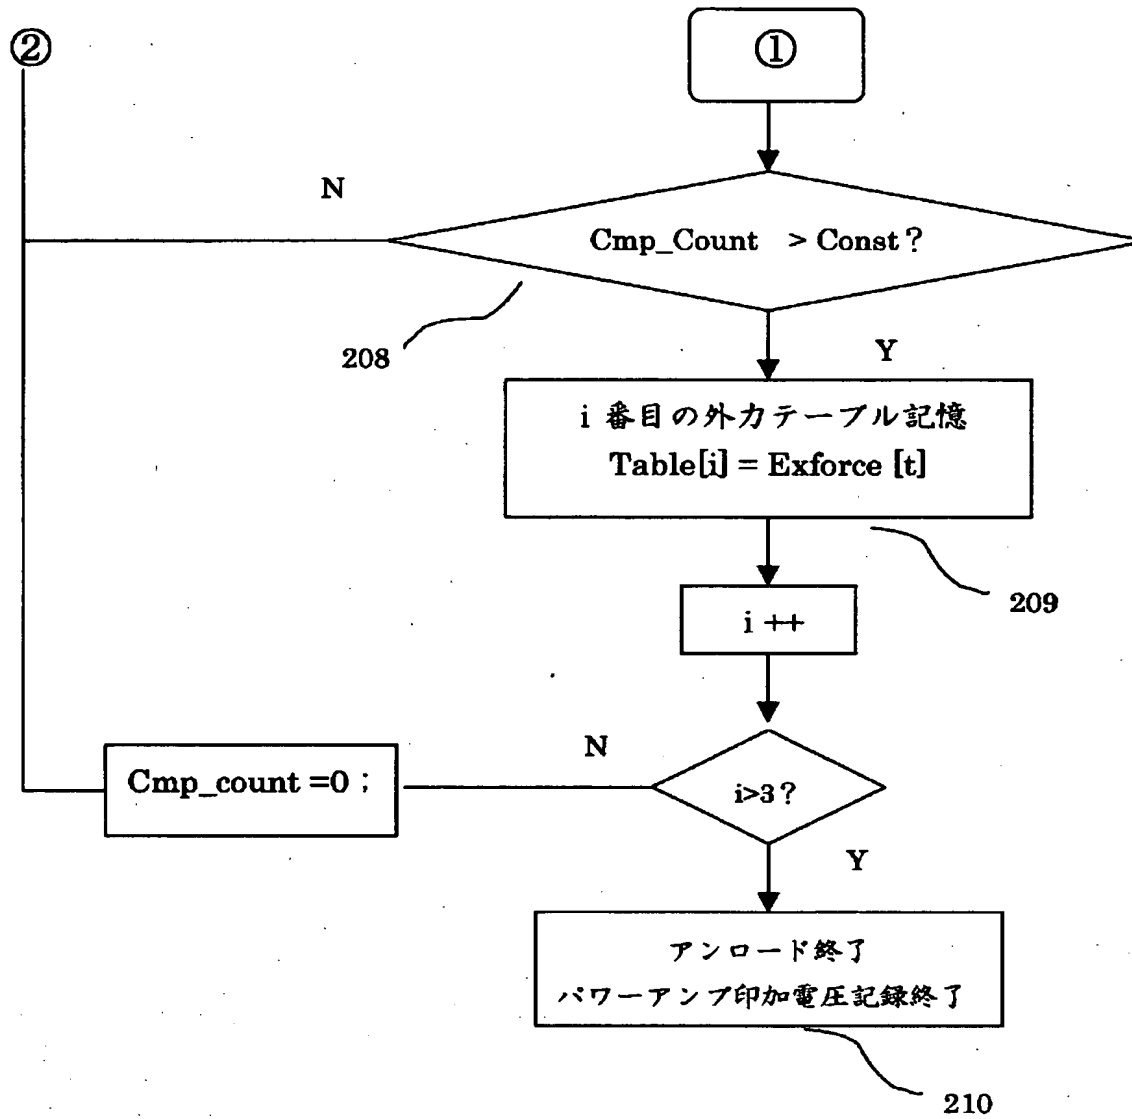 ②
①
N
Cmp_Count > Const?
208
Y
i 番目の外力テーブル記憶
Table[i] = Exforce [t]
209
i ++
N
Cmp_count =0 ;
i>3?
Y
アンロード終了
パワーアンプ印加電圧記録終了
210